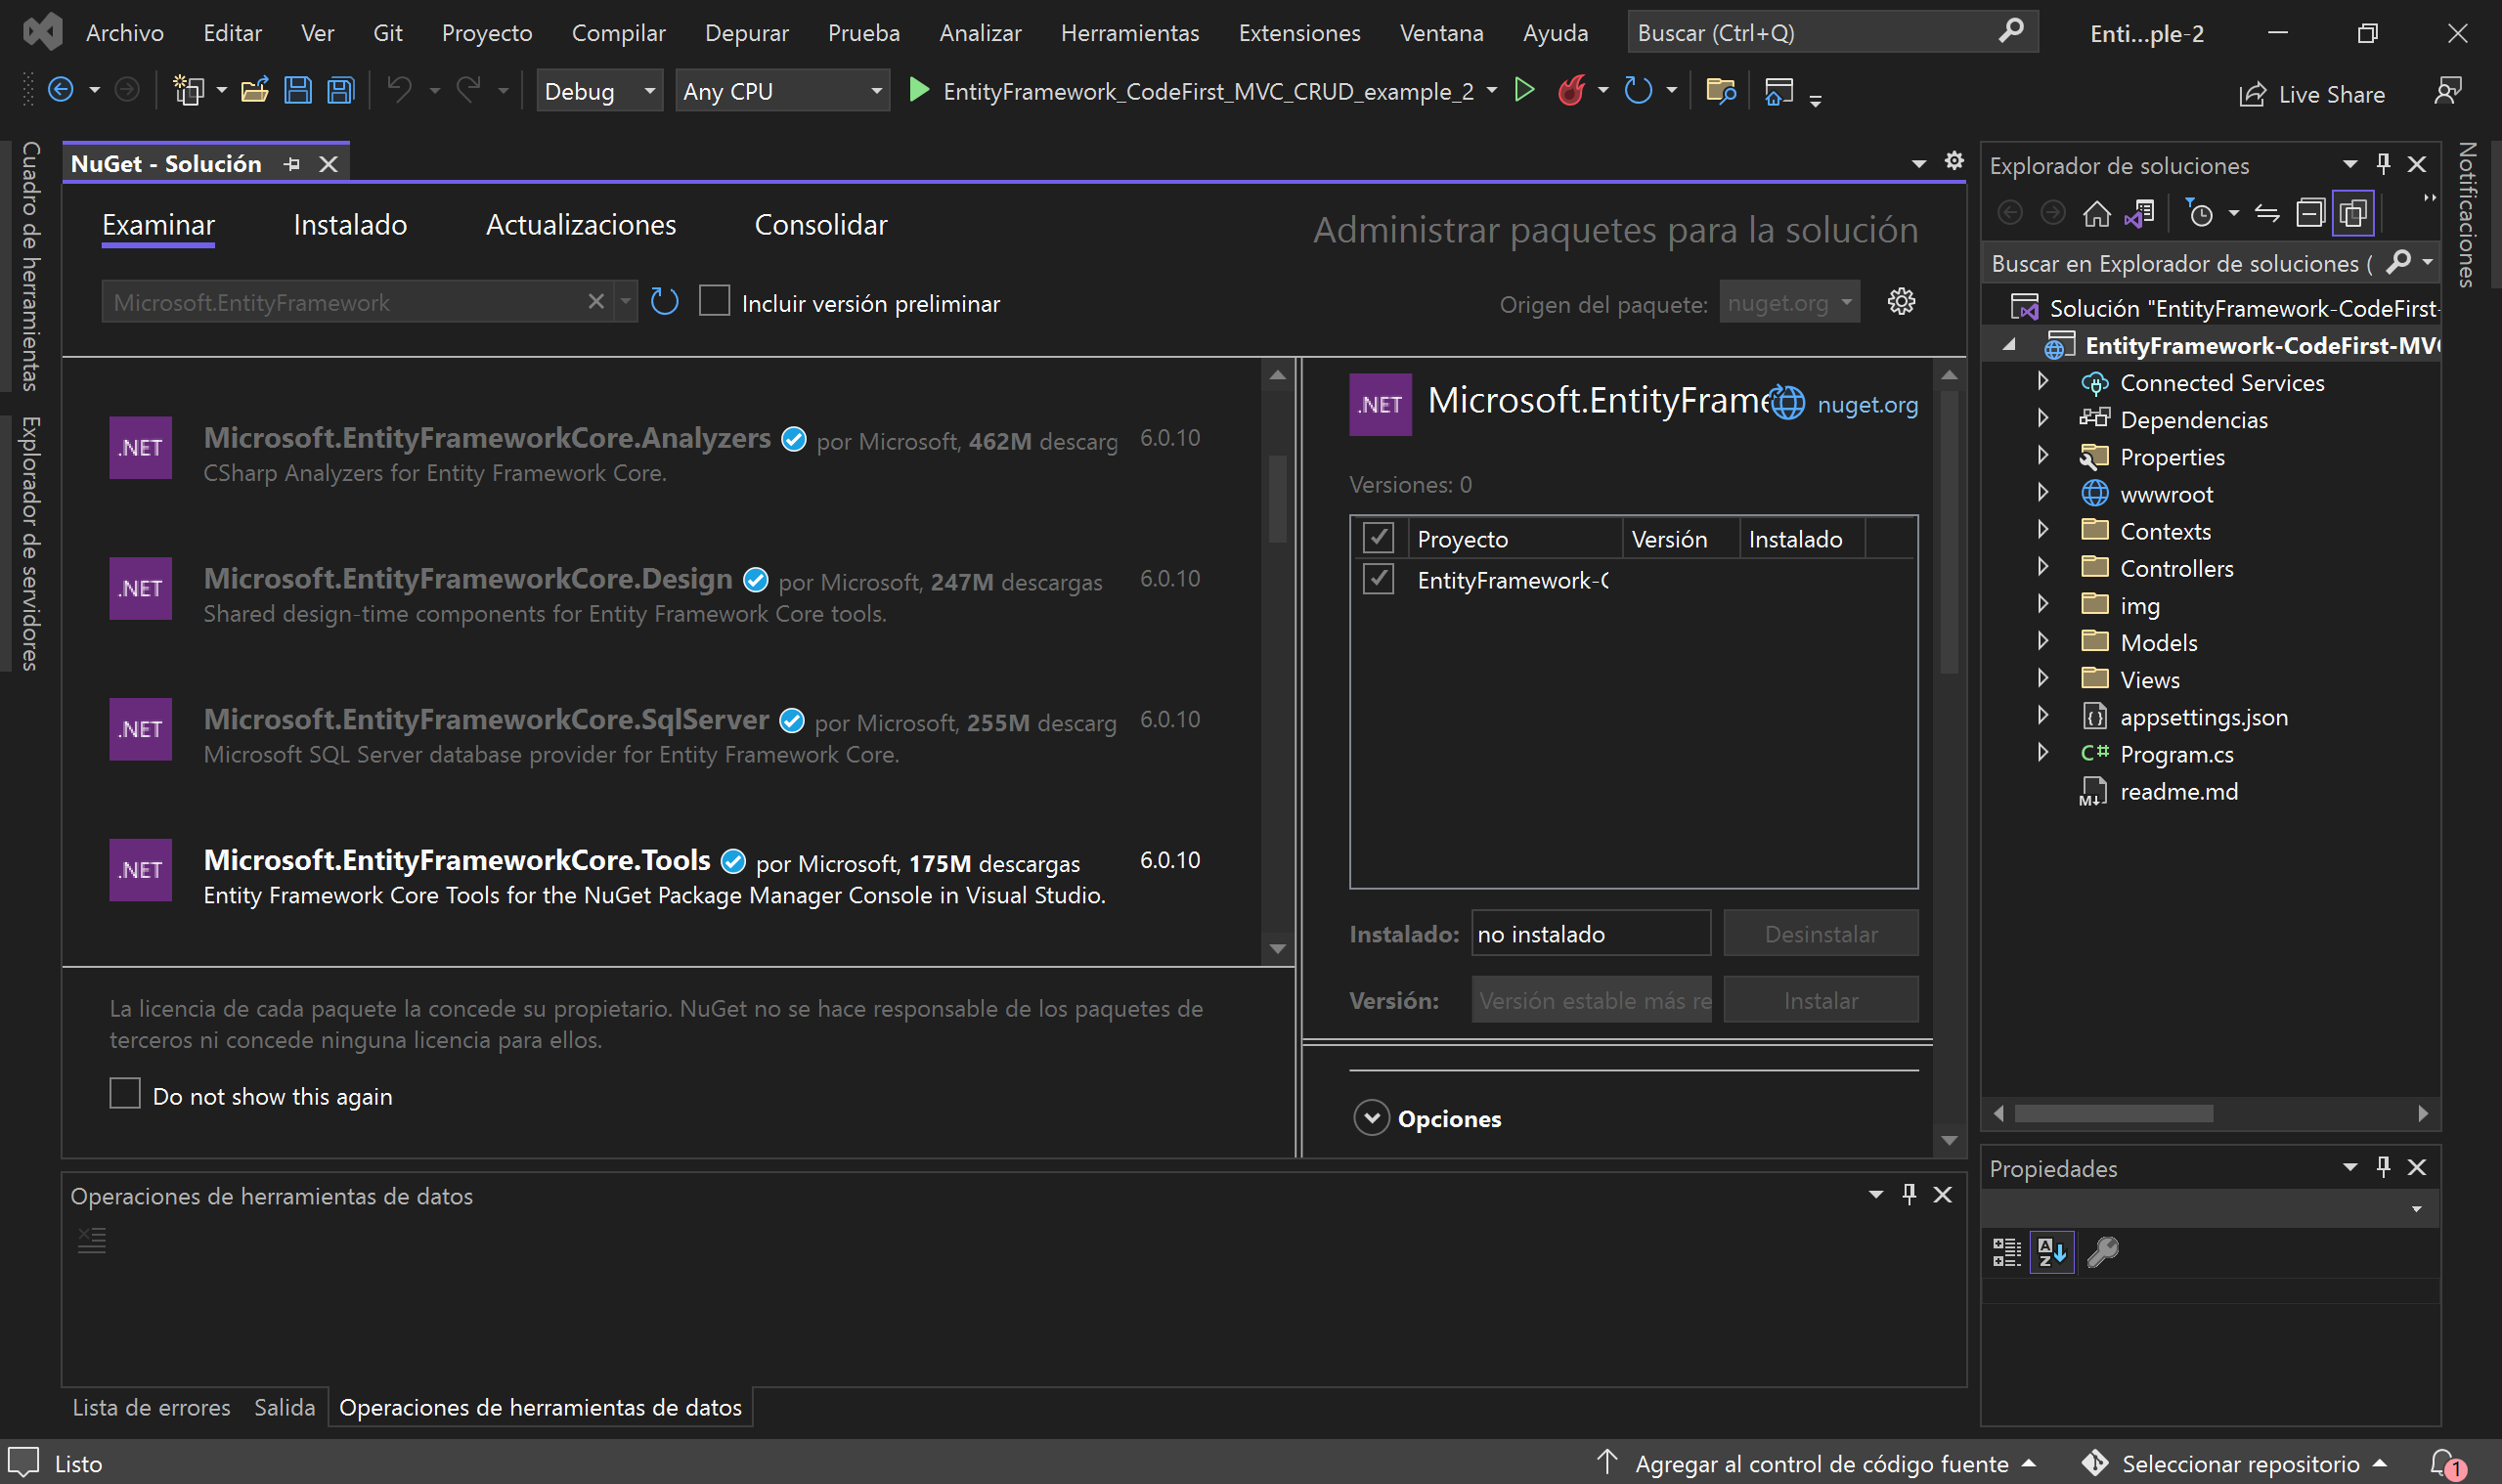 Archivo Editar Ver Git Proyecto Compilar Depurar Prueba Analizar Herramientas Extensiones Ventana Ayuda Buscar (Ctrl+Q) Enti...ple-2
Debug Any CPU EntityFramework_CodeFirst_MVC_CRUD_example_2 Live Share
Cuadro de herramientas
Explorador de servidores
NuGet - Solución
Examinar Instalado Actualizaciones Consolidar
Administrar paquetes para la solución
Microsoft.EntityFramework
Incluir versión preliminar
Origen del paquete: nuget.org
.NET
Microsoft.EntityFrameworkCore.Analyzers por Microsoft, 462M descarg 6.0.10
CSharp Analyzers for Entity Framework Core.
.NET
Microsoft.EntityFrameworkCore.Design por Microsoft, 247M descargas 6.0.10
Shared design-time components for Entity Framework Core tools.
.NET
Microsoft.EntityFrameworkCore.SqlServer por Microsoft, 255M descarg 6.0.10
Microsoft SQL Server database provider for Entity Framework Core.
.NET
Microsoft.EntityFrameworkCore.Tools por Microsoft, 175M descargas 6.0.10
Entity Framework Core Tools for the NuGet Package Manager Console in Visual Studio.
La licencia de cada paquete la concede su propietario. NuGet no se hace responsable de los paquetes de
terceros ni concede ninguna licencia para ellos.
Do not show this again
.NET Microsoft.EntityFrame nuget.org
Versiones: 0
Proyecto Versión Instalado
EntityFramework-C
Instalado: no instalado Desinstalar
Versión: Versión estable más re Instalar
Opciones
Explorador de soluciones
Buscar en Explorador de soluciones (
Solución "EntityFramework-CodeFirst-
EntityFramework-CodeFirst-MVC
Connected Services
Dependencias
Properties
wwwroot
Contexts
Controllers
img
Models
Views
appsettings.json
C# Program.cs
readme.md
Notificaciones
Propiedades
Operaciones de herramientas de datos
Lista de errores Salida Operaciones de herramientas de datos
Listo Agregar al control de código fuente Seleccionar repositorio 1